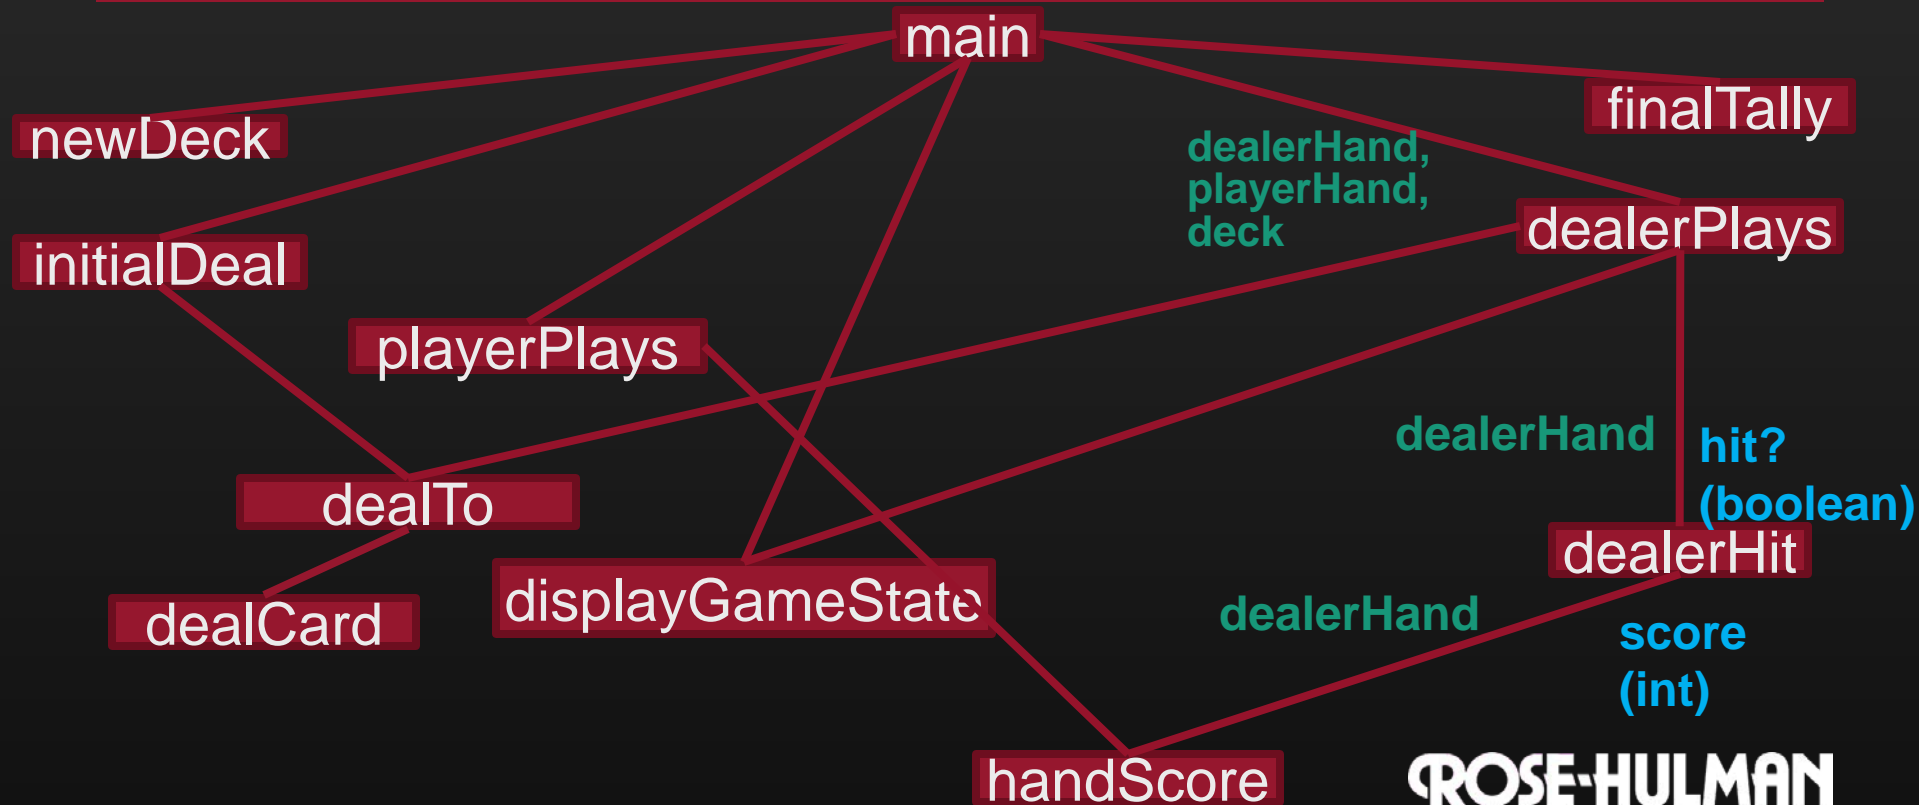 main
newDeck
finalTally
dealerHand,
playerHand,
deck
dealerPlays
initialDeal
playerPlays
dealerHand
hit?
(boolean)
dealTo
dealerHit
displayGameState
dealCard
dealerHand
score
(int)
handScore
ROSE-HULMAN